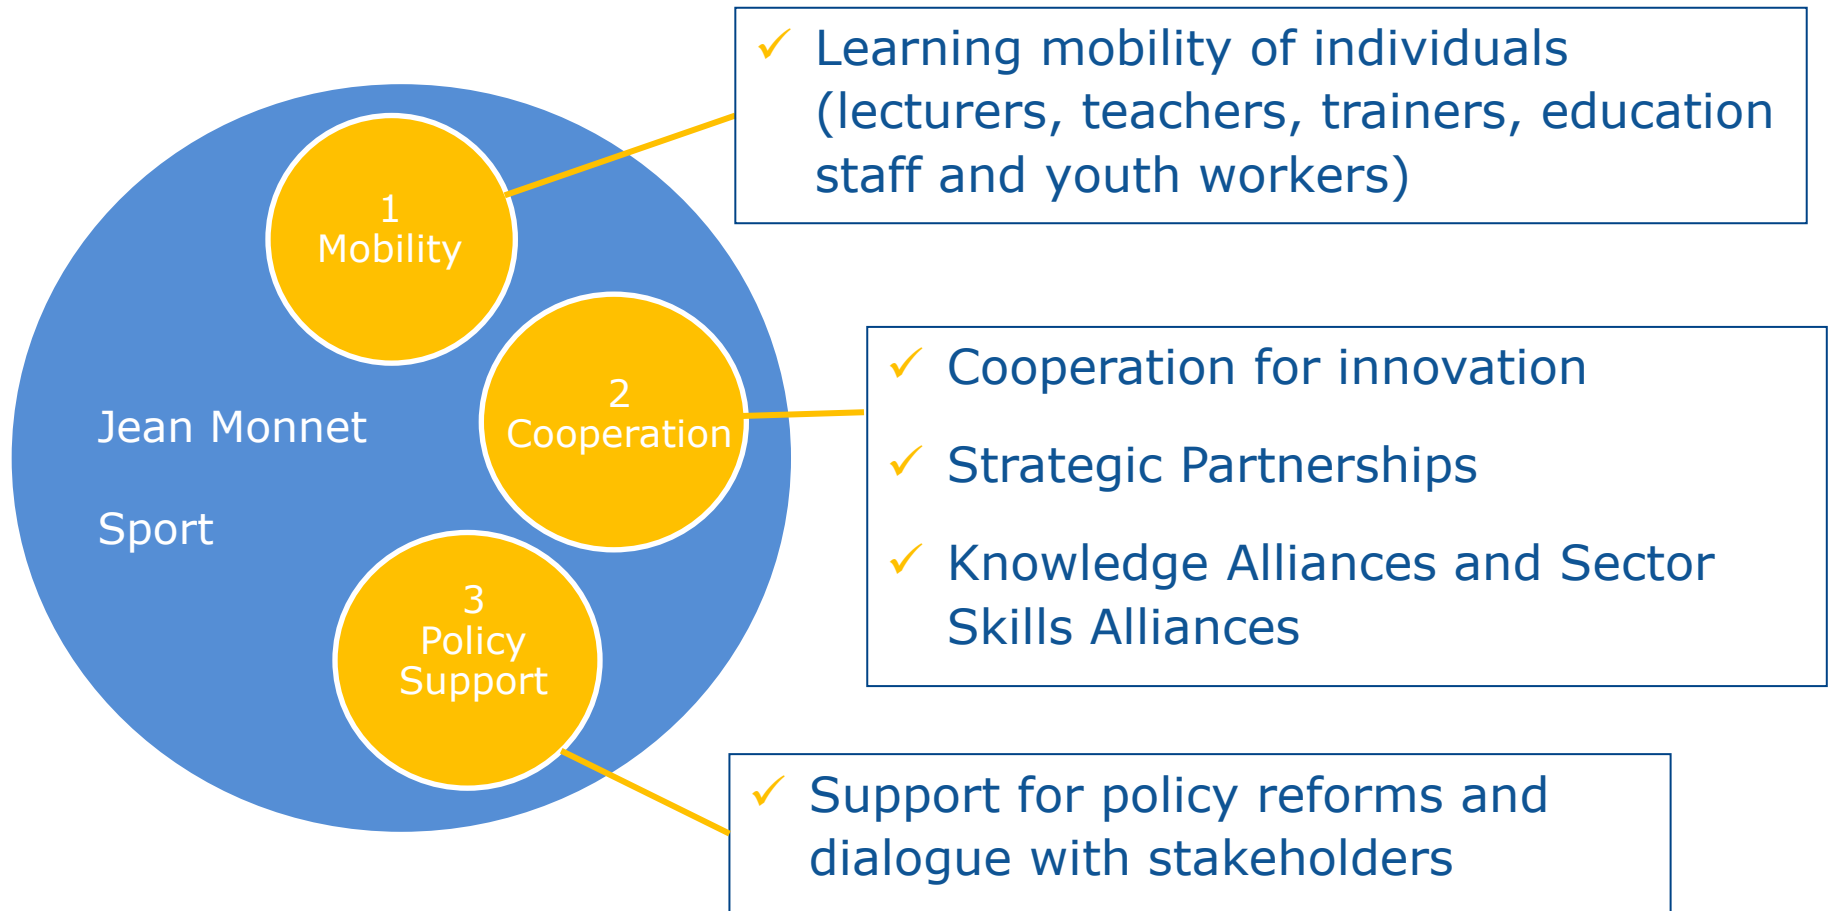 ✓ Learning mobility of individuals
(lecturers, teachers, trainers, education
staff and youth workers)
1
Mobility
2
Cooperation
✓ Cooperation for innovation
✓ Strategic Partnerships
✓ Knowledge Alliances and Sector
Skills Alliances
Jean Monnet
Sport
3
Policy
Support
✓ Support for policy reforms and
dialogue with stakeholders